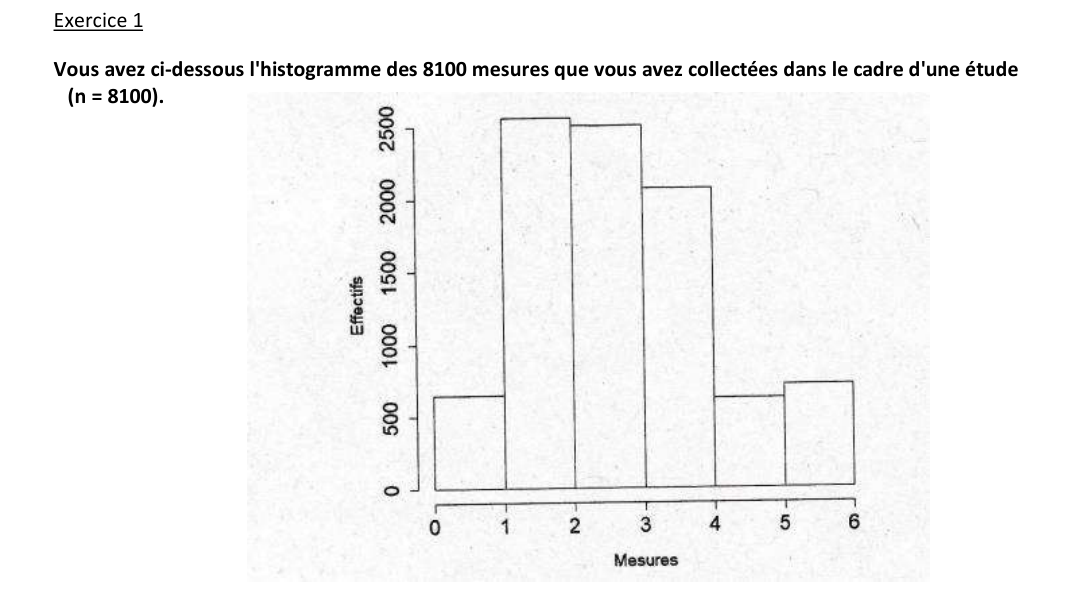 Exercice 1
Vous avez ci-dessous l'histogramme des 8100 mesures que vous avez collectées dans le cadre d'une étude
(n = 8100).
2500
2000
1500
1000
500
0
Effectifs
0 1 2 3 4 5 6
Mesures